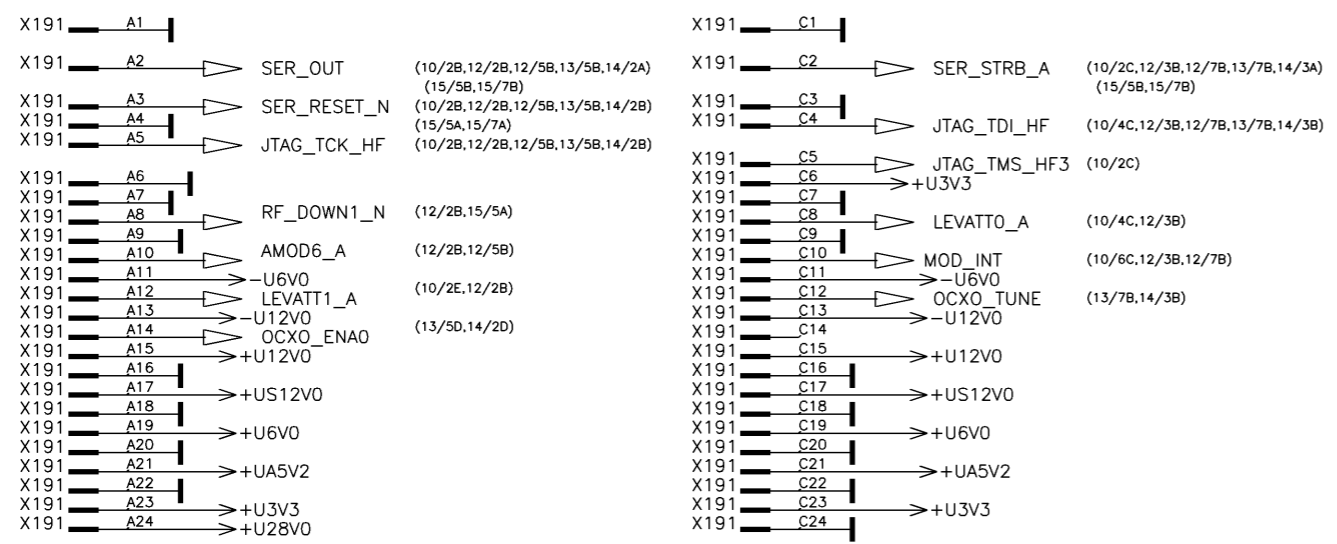 X191 A1
X191 A2 SER_OUT (10/2B,12/2B,12/5B,13/5B,14/2A)
(15/5B,15/7B)
X191 A3 SER_RESET_N (10/2B,12/2B,12/5B,13/5B,14/2B)
X191 A4 (15/5A,15/7A)
X191 A5 JTAG_TCK_HF (10/2B,12/2B,12/5B,13/5B,14/2B)
X191 A6
X191 A7
X191 A8 RF_DOWN1_N (12/2B,15/5A)
X191 A9
X191 A10 AMOD6_A (12/2B,12/5B)
X191 A11 -U6V0
X191 A12 LEVATT1_A (10/2E,12/2B)
X191 A13 -U12V0
X191 A14 OCXO_ENA0 (13/5D,14/2D)
X191 A15 +U12V0
X191 A16
X191 A17 +US12V0
X191 A18
X191 A19 +U6V0
X191 A20
X191 A21 +UA5V2
X191 A22
X191 A23 +U3V3
X191 A24 +U28V0
X191 C1
X191 C2 SER_STRB_A (10/2C,12/3B,12/7B,13/7B,14/3A)
(15/5B,15/7B)
X191 C3
X191 C4 JTAG_TDI_HF (10/4C,12/3B,12/7B,13/7B,14/3B)
X191 C5 JTAG_TMS_HF3 (10/2C)
X191 C6 +U3V3
X191 C7
X191 C8 LEVATT0_A (10/4C,12/3B)
X191 C9
X191 C10 MOD_INT (10/6C,12/3B,12/7B)
X191 C11 -U6V0
X191 C12 OCXO_TUNE (13/7B,14/3B)
X191 C13 -U12V0
X191 C14
X191 C15 +U12V0
X191 C16
X191 C17 +US12V0
X191 C18
X191 C19 +U6V0
X191 C20
X191 C21 +UA5V2
X191 C22
X191 C23 +U3V3
X191 C24